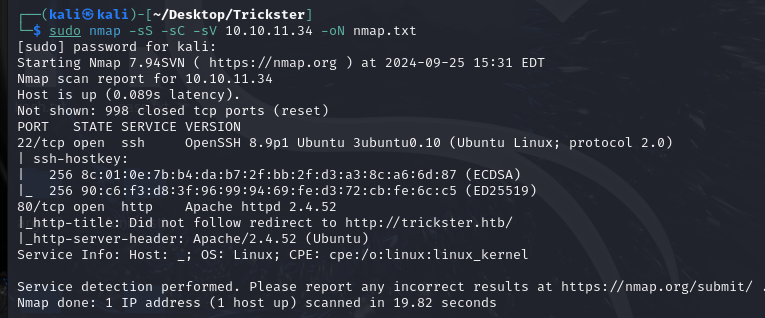 ┌──(kali㉿kali)-[~/Desktop/Trickster]
└─$ sudo nmap -sS -sC -sV 10.10.11.34 -oN nmap.txt
[sudo] password for kali:
Starting Nmap 7.94SVN ( https://nmap.org ) at 2024-09-25 15:31 EDT
Nmap scan report for 10.10.11.34
Host is up (0.089s latency).
Not shown: 998 closed tcp ports (reset)
PORT   STATE SERVICE VERSION
22/tcp open  ssh     OpenSSH 8.9p1 Ubuntu 3ubuntu0.10 (Ubuntu Linux; protocol 2.0)
| ssh-hostkey:
|   256 8c:01:0e:7b:b4:da:b7:2f:bb:2f:d3:a3:8c:a6:6d:87 (ECDSA)
|_  256 90:c6:f3:d8:3f:96:99:94:69:fe:d3:72:cb:fe:6c:c5 (ED25519)
80/tcp open  http    Apache httpd 2.4.52
|_http-title: Did not follow redirect to http://trickster.htb/
|_http-server-header: Apache/2.4.52 (Ubuntu)
Service Info: Host: _; OS: Linux; CPE: cpe:/o:linux:linux_kernel

Service detection performed. Please report any incorrect results at https://nmap.org/submit/ .
Nmap done: 1 IP address (1 host up) scanned in 19.82 seconds